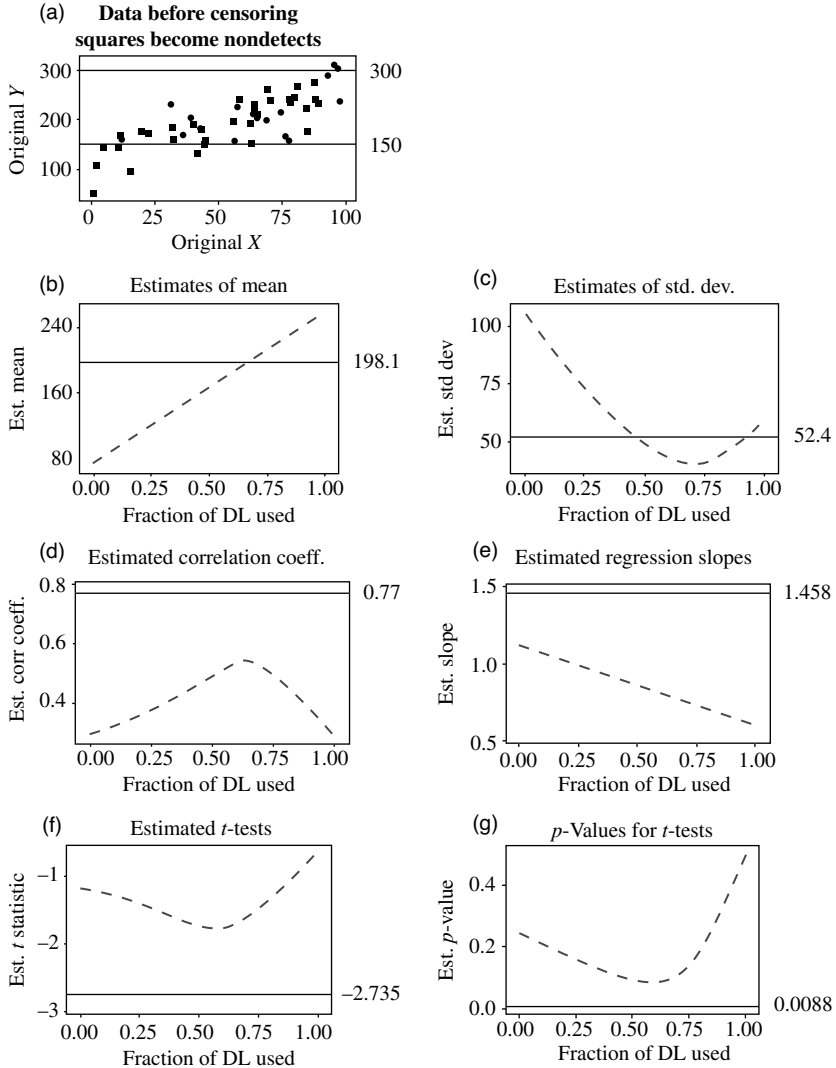 (a) Data before censoring
squares become nondetects
300 300
200
150
100
Original Y
0 25 50 75 100
Original X
(b) Estimates of mean
240
198.1
160
80
Est. mean
0.00 0.25 0.50 0.75 1.00
Fraction of DL used
(c) Estimates of std. dev.
100
75
50
52.4
Est. std dev
0.00 0.25 0.50 0.75 1.00
Fraction of DL used
(d) Estimated correlation coeff.
0.8
0.77
0.6
0.4
Est. corr coeff.
0.00 0.25 0.50 0.75 1.00
Fraction of DL used
(e) Estimated regression slopes
1.5
1.458
1.0
0.5
Est. slope
0.00 0.25 0.50 0.75 1.00
Fraction of DL used
(f) Estimated t-tests
−1
−2
−2.735
−3
Est. t statistic
0.00 0.25 0.50 0.75 1.00
Fraction of DL used
(g) p-Values for t-tests
0.4
0.2
0.0
0.0088
Est. p-value
0.00 0.25 0.50 0.75 1.00
Fraction of DL used